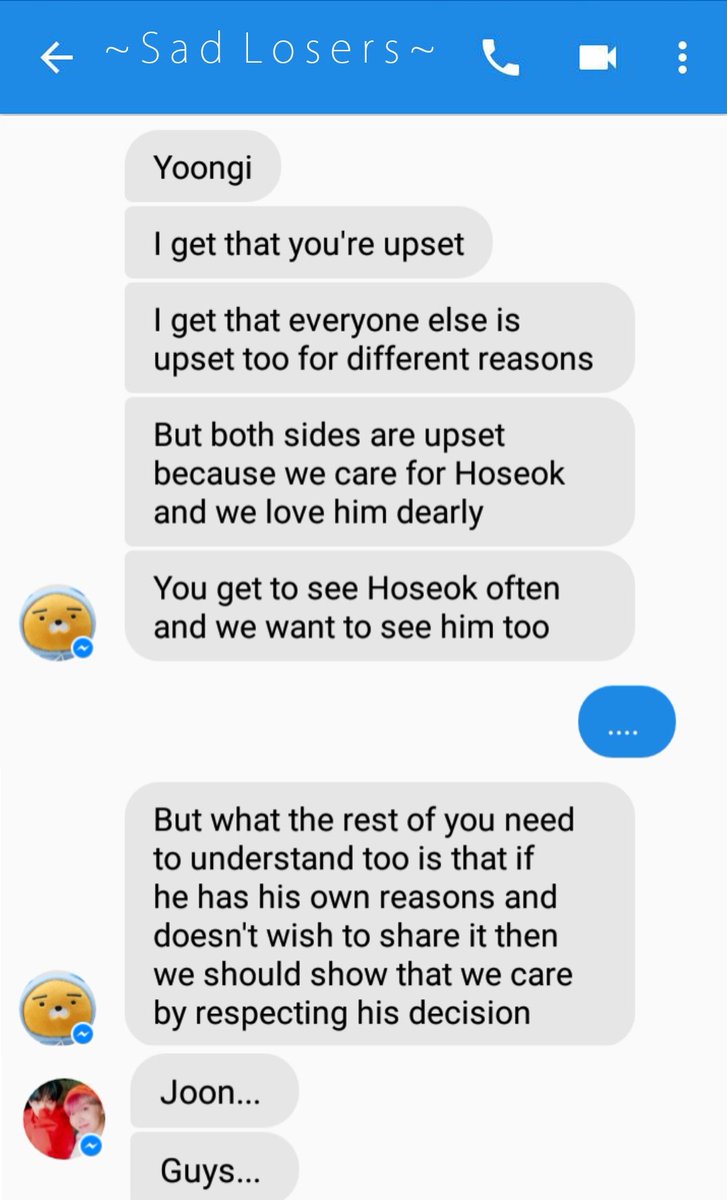 ~Sad Losers~
Yoongi
I get that you're upset
I get that everyone else is
upset too for different reasons
But both sides are upset
because we care for Hoseok
and we love him dearly
You get to see Hoseok often
and we want to see him too
....
But what the rest of you need
to understand too is that if
he has his own reasons and
doesn't wish to share it then
we should show that we care
by respecting his decision
Joon...
Guys...